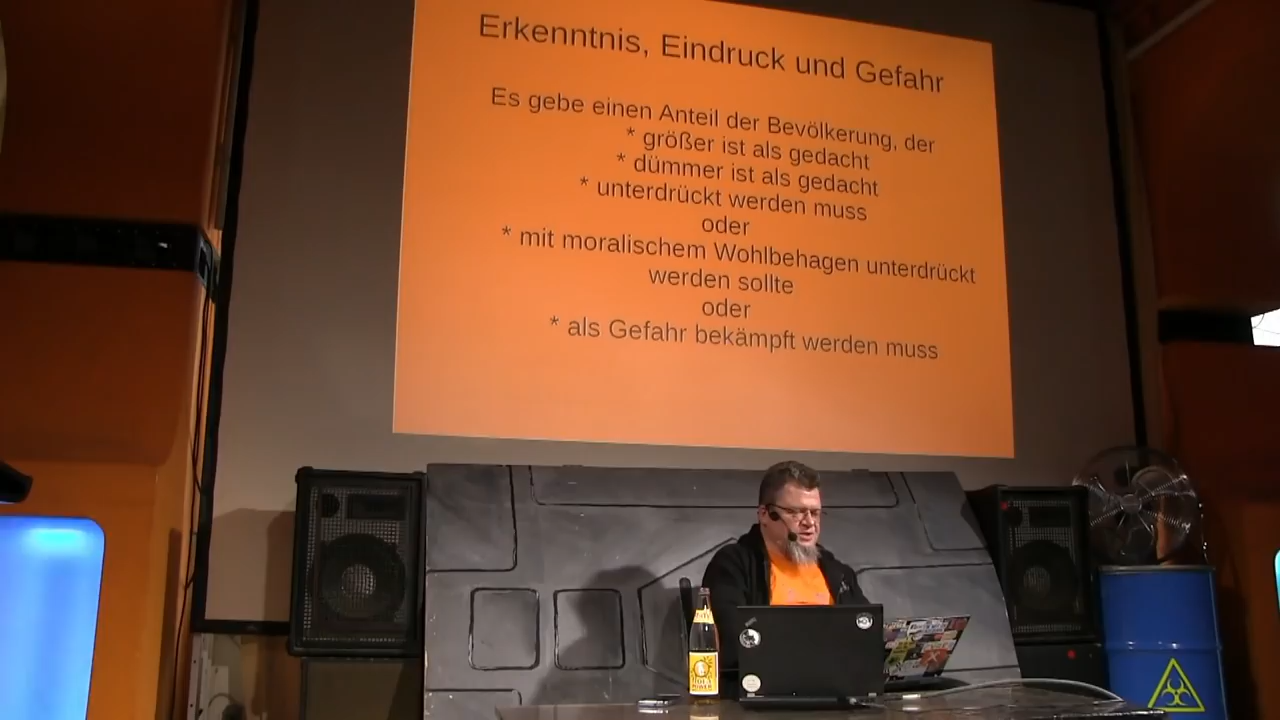 Erkenntnis, Eindruck und Gefahr
Es gebe einen Anteil der Bevölkerung, der
* größer ist als gedacht
* dümmer ist als gedacht
* unterdrückt werden muss
oder
* mit moralischem Wohlbehagen unterdrückt
werden sollte
oder
* als Gefahr bekämpft werden muss